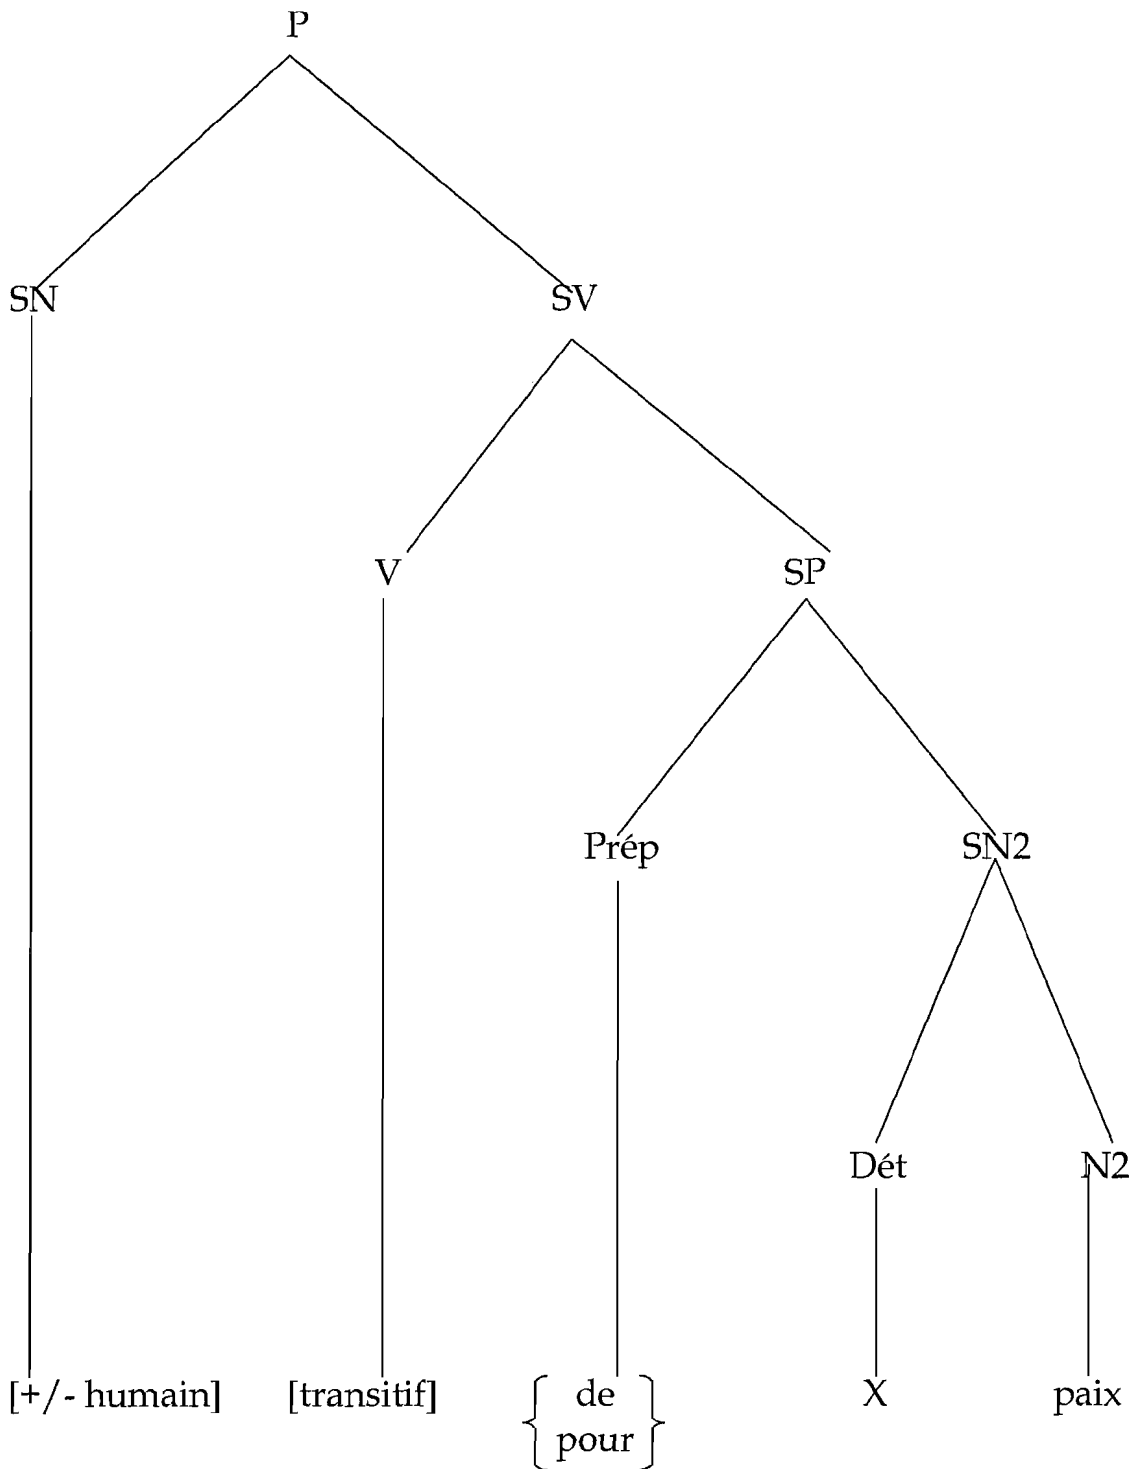 P
SN SV
V SP
Prép SN2
Dét N2
[+/- humain] [transitif] { de } X paix
pour